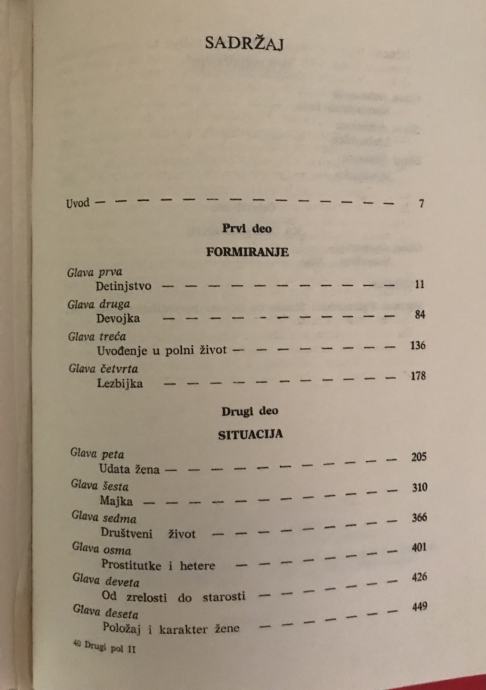 SADRŽAJ
Uvod — — — — — — — — — — — — — — — 7
Prvi deo
FORMIRANJE
Glava prva
Detinjstvo — — — — — — — — — — — — 11
Glava druga
Devojka — — — — — — — — — — — — 84
Glava treća
Uvođenje u polni život — — — — — — — — — 136
Glava četvrta
Lezbijka — — — — — — — — — — — — 178
Drugi deo
SITUACIJA
Glava peta
Udata žena — — — — — — — — — — — — 205
Glava šesta
Majka — — — — — — — — — — — — — 310
Glava sedma
Društveni život — — — — — — — — — — 366
Glava osma
Prostitutke i hetere — — — — — — — — — 401
Glava deveta
Od zrelosti do starosti — — — — — — — — 426
Glava deseta
Položaj i karakter žene — — — — — — — — 449
40 Drugi pol II